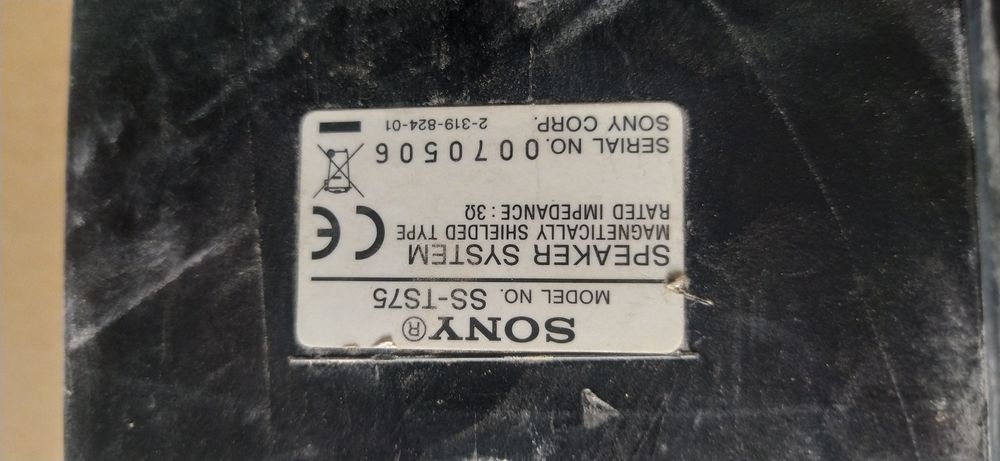 SONY®
MODEL NO. SS-TS75
SPEAKER SYSTEM
MAGNETICALLY SHIELDED TYPE
RATED IMPEDANCE : 3Ω
CE
SERIAL NO. 0070506
SONY CORP.
2-319-824-01